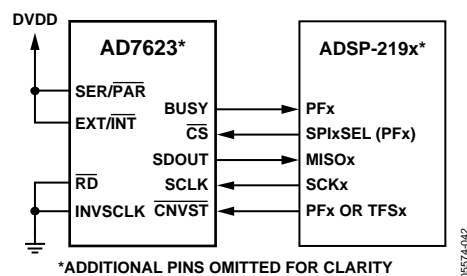 DVDD
AD7623*
ADSP-219x*
SER/PAR
BUSY
PFx
EXT/INT
CS
SPIxSEL (PFx)
SDOUT
MISOx
RD
SCLK
SCKx
INVSCLK
CNVST
PFx OR TFSx
*ADDITIONAL PINS OMITTED FOR CLARITY